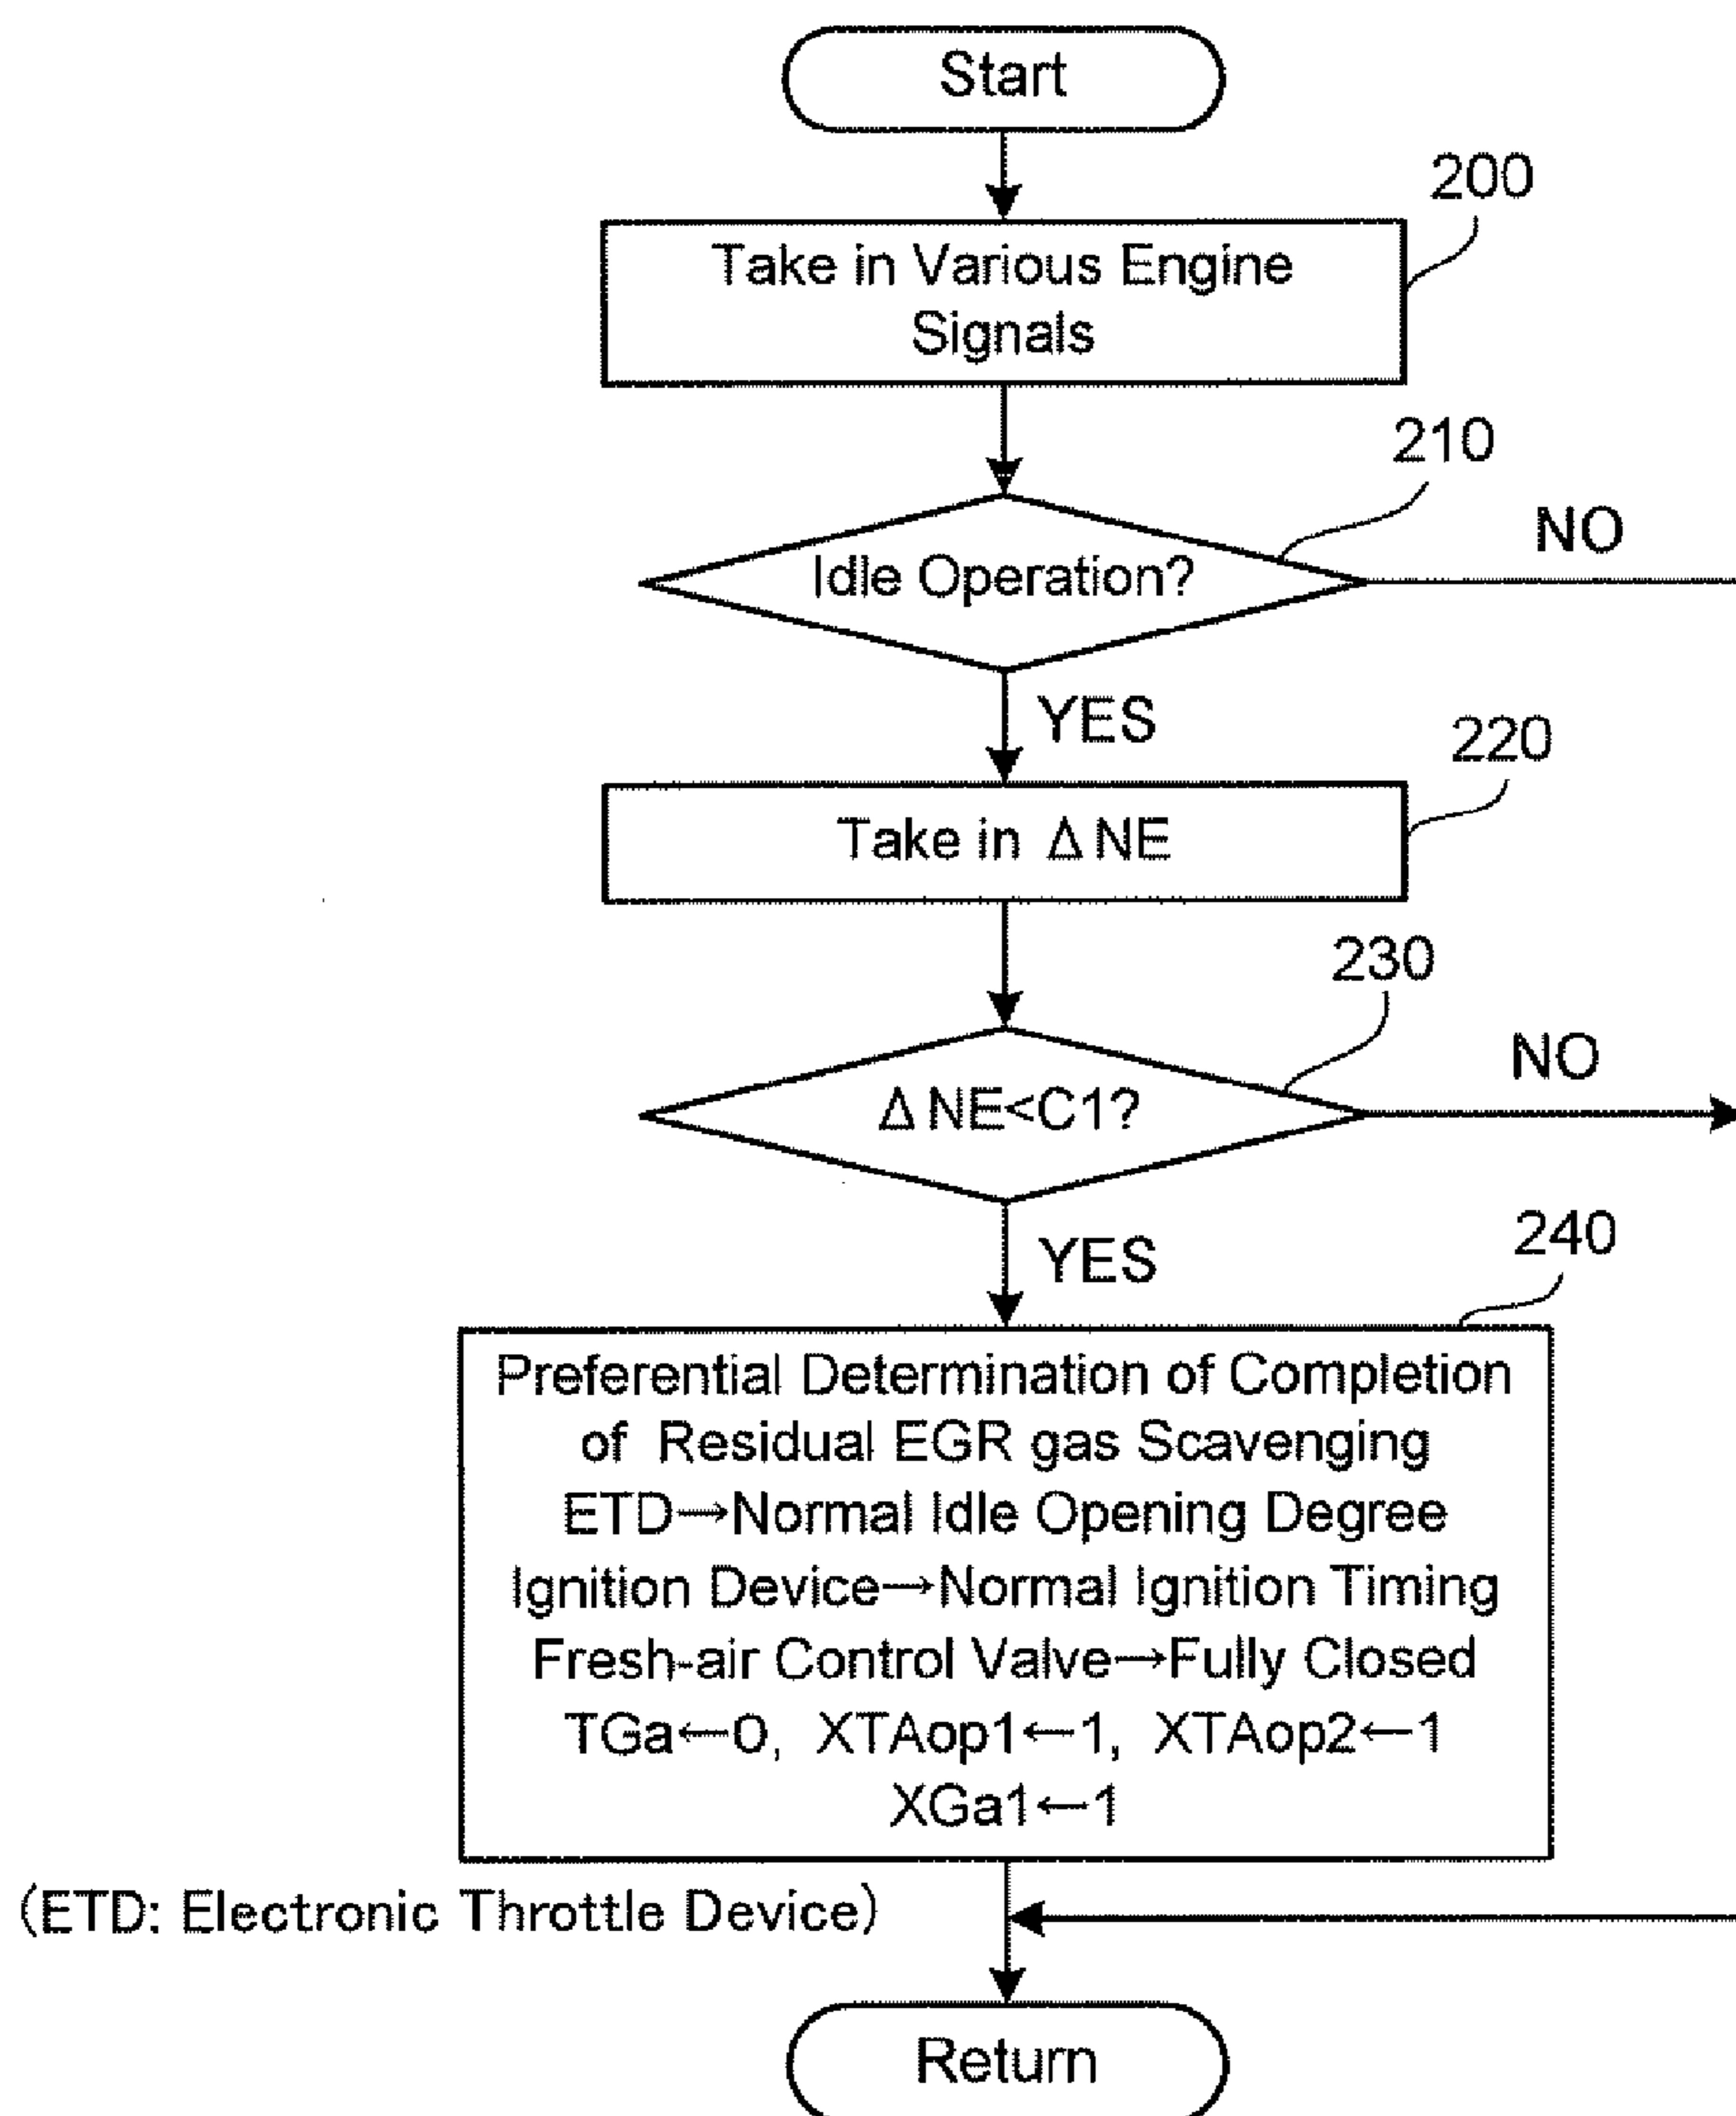 Start
200
Take in Various Engine
Signals
210
Idle Operation?
NO
YES
220
Take in ΔNE
230
ΔNE<C1?
NO
YES
240
Preferential Determination of Completion
of Residual EGR gas Scavenging
ETD→Normal Idle Opening Degree
Ignition Device→Normal Ignition Timing
Fresh-air Control Valve→Fully Closed
TGa←0, XTAop1←1, XTAop2←1
XGa1←1
(ETD: Electronic Throttle Device)
Return